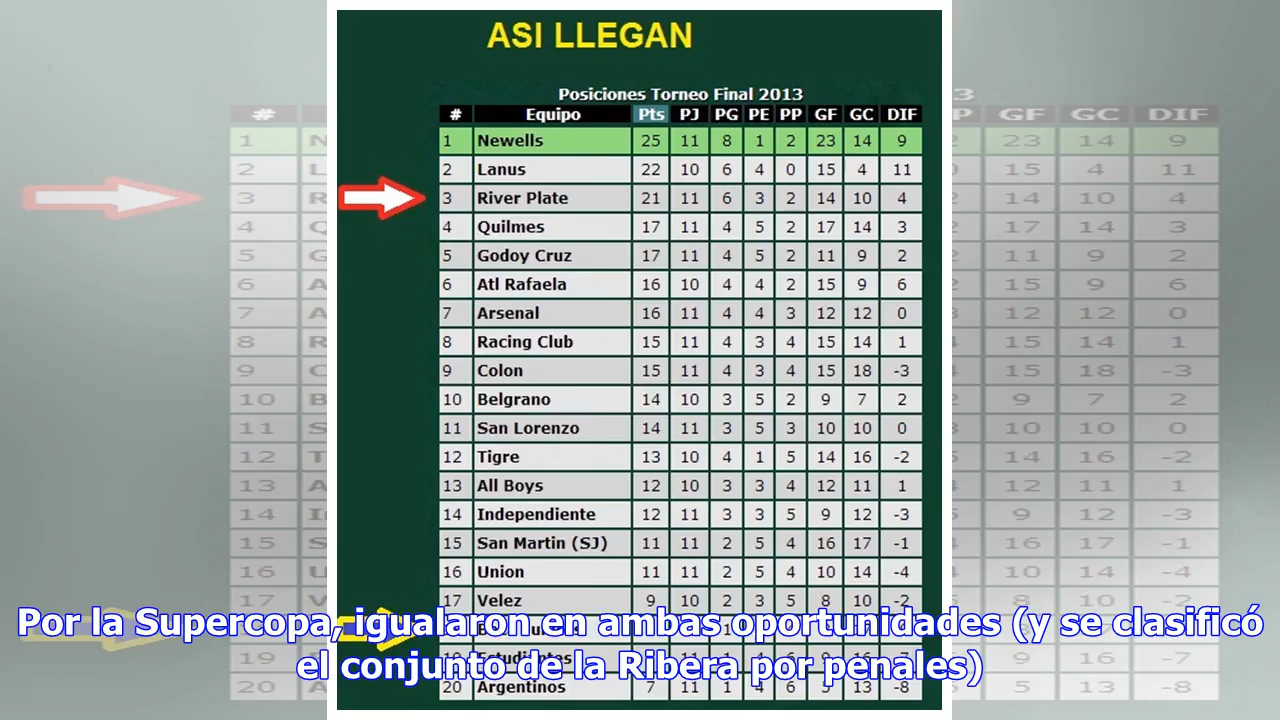 ASI LLEGAN
Posiciones Torneo Final 2013
# Equipo Pts PJ PG PE PP GF GC DIF
1 Newells 25 11 8 1 2 23 14 9
2 Lanus 22 10 6 4 0 15 4 11
3 River Plate 21 11 6 3 2 14 10 4
4 Quilmes 17 11 4 5 2 17 14 3
5 Godoy Cruz 17 11 4 5 2 11 9 2
6 Atl Rafaela 16 10 4 4 2 15 9 6
7 Arsenal 16 11 4 4 3 12 12 0
8 Racing Club 15 11 4 3 4 15 14 1
9 Colon 15 11 4 3 4 15 18 -3
10 Belgrano 14 10 3 5 2 9 7 2
11 San Lorenzo 14 11 3 5 3 10 10 0
12 Tigre 13 10 4 1 5 14 16 -2
13 All Boys 12 10 3 3 4 12 11 1
14 Independiente 12 11 3 3 5 9 12 -3
15 San Martin (SJ) 11 11 2 5 4 16 17 -1
16 Union 11 11 2 5 4 10 14 -4
17 Velez 9 10 2 3 5 8 10 -2
Por la Supercopa, igualaron en ambas oportunidades (y se clasificó
el conjunto de la Ribera por penales)
Estudiantes
20 Argentinos 7 11 1 4 6 5 13 -8